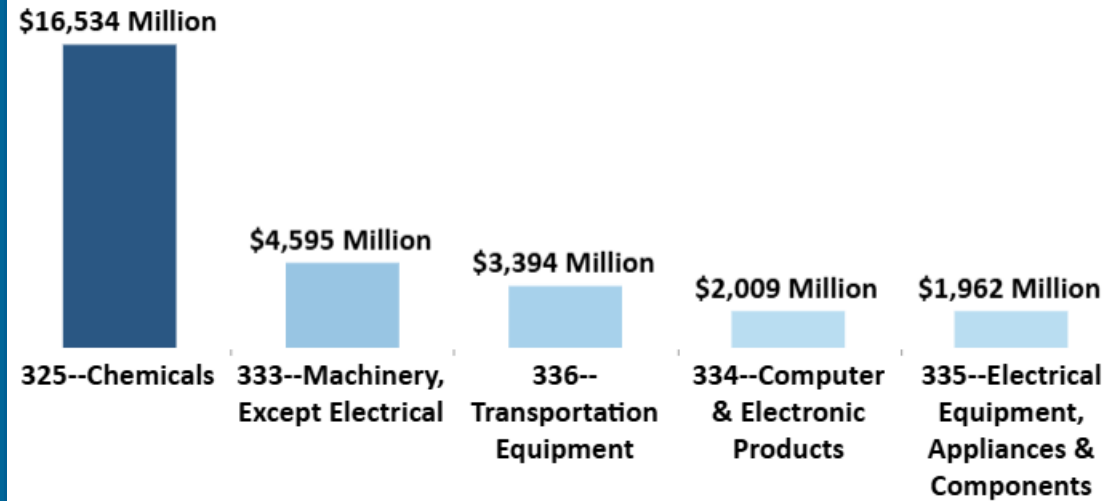 $16,534 Million
$4,595 Million
$3,394 Million
$2,009 Million
$1,962 Million
325--Chemicals
333--Machinery,
Except Electrical
336--
Transportation
Equipment
334--Computer
& Electronic
Products
335--Electrical
Equipment,
Appliances &
Components